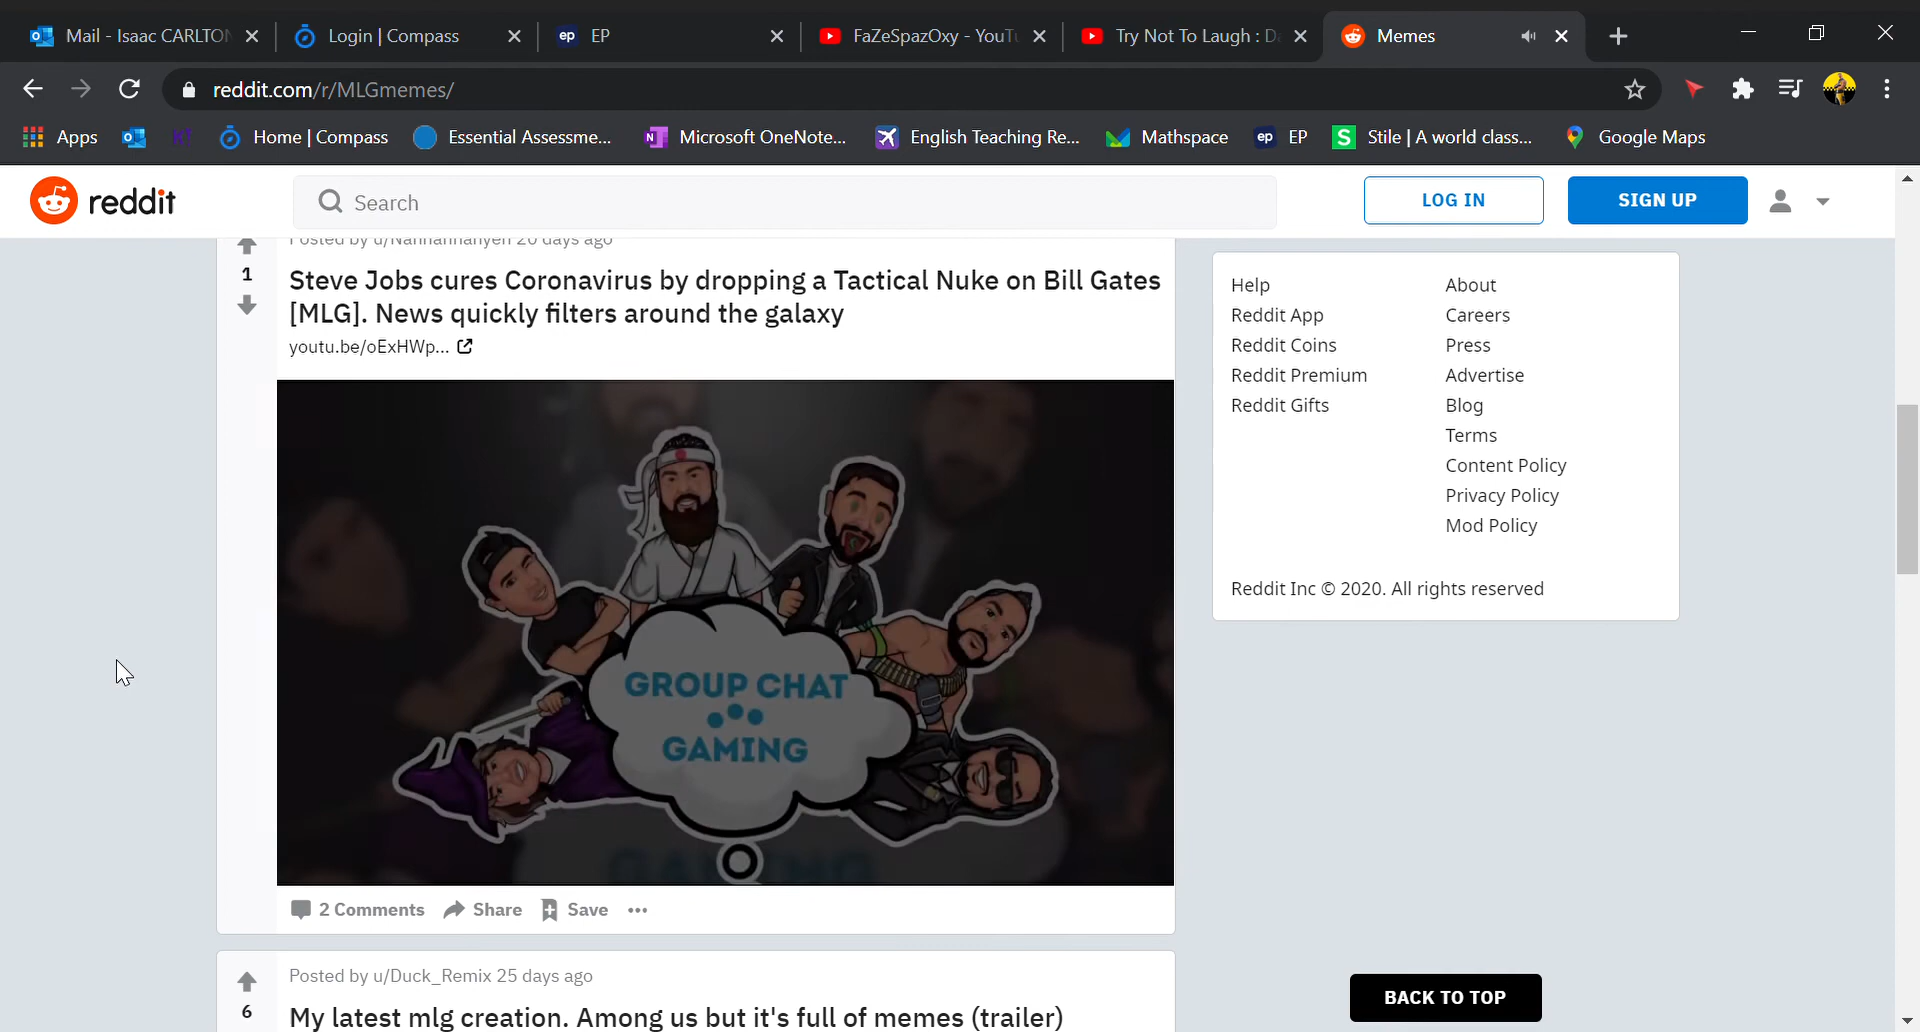 Mail - Isaac CARLTON
Login | Compass
EP
FaZeSpazOxy - YouTu
Try Not To Laugh : Da
Memes
reddit.com/r/MLGmemes/
Apps
Home | Compass
Essential Assessme...
Microsoft OneNote...
English Teaching Re...
Mathspace
EP
Stile | A world class...
Google Maps
reddit
Search
LOG IN
SIGN UP
20 days ago
1
Steve Jobs cures Coronavirus by dropping a Tactical Nuke on Bill Gates
[MLG]. News quickly filters around the galaxy
youtu.be/oExHWp...
GROUP CHAT
GAMING
GAMING
2 Comments
Share
Save
Posted by u/Duck_Remix 25 days ago
6
My latest mlg creation. Among us but it's full of memes (trailer)
Help
Reddit App
Reddit Coins
Reddit Premium
Reddit Gifts
About
Careers
Press
Advertise
Blog
Terms
Content Policy
Privacy Policy
Mod Policy
Reddit Inc © 2020. All rights reserved
BACK TO TOP